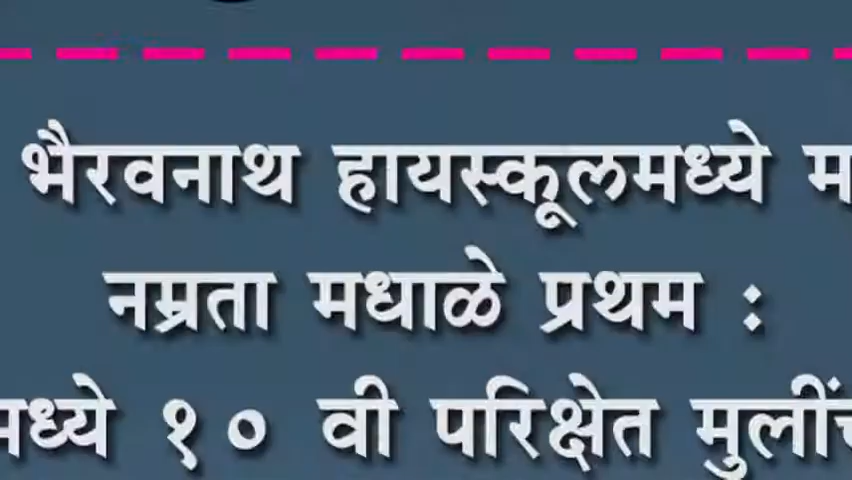 भैरवनाथ हायस्कूलमध्ये
नम्रता मधाळे प्रथम :
१० वी परिक्षेत